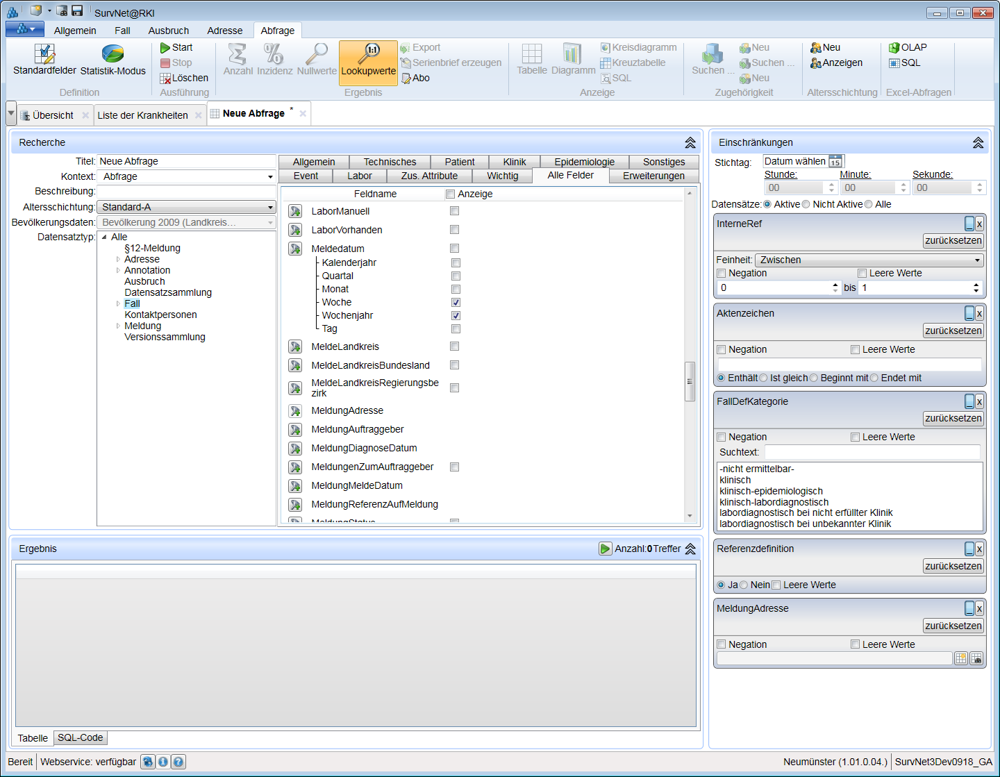 SurvNet@RKI
Allgemein Fall Ausbruch Adresse Abfrage
Standardfelder Statistik-Modus
Definition
Start
Stop
Löschen
Ausführung
Anzahl Inzidenz Nullwerte Lookupwerte
1:1
Export
Serienbrief erzeugen
Abo
Ergebnis
Tabelle Diagramm
Kreisdiagramm
Kreuztabelle
SQL
Anzeige
Suchen ...
Neu
Suchen ...
Neu
Zugehörigkeit
Neu
Anzeigen
Altersschichtung
OLAP
SQL
Excel-Abfragen
Übersicht Liste der Krankheiten Neue Abfrage *
Recherche
Titel: Neue Abfrage
Kontext: Abfrage
Beschreibung:
Altersschichtung: Standard-A
Bevölkerungsdaten: Bevölkerung 2009 (Landkreis...
Datensatztyp: Alle
§12-Meldung
Adresse
Annotation
Ausbruch
Datensatzsammlung
Fall
Kontaktpersonen
Meldung
Versionssammlung
Allgemein Technisches Patient Klinik Epidemiologie Sonstiges
Event Labor Zus. Attribute Wichtig Alle Felder Erweiterungen
Feldname Anzeige
LaborManuell
LaborVorhanden
Meldedatum
Kalenderjahr
Quartal
Monat
Woche
Wochenjahr
Tag
MeldeLandkreis
MeldeLandkreisBundesland
MeldeLandkreisRegierungsbe
zirk
MeldungAdresse
MeldungAuftraggeber
MeldungDiagnoseDatum
MeldungenZumAuftraggeber
MeldungMeldeDatum
MeldungReferenzAufMeldung
MeldungStatus
Einschränkungen
Stichtag: Datum wählen 15
Stunde: Minute: Sekunde:
00 00 00
Datensätze: Aktive Nicht Aktive Alle
InterneRef _ x
zurücksetzen
Feinheit: Zwischen
Negation Leere Werte
0 bis 1
Aktenzeichen _ x
zurücksetzen
Negation Leere Werte
Enthält Ist gleich Beginnt mit Endet mit
FallDefKategorie _ x
zurücksetzen
Negation Leere Werte
Suchtext:
-nicht ermittelbar-
klinisch
klinisch-epidemiologisch
klinisch-labordiagnostisch
labordiagnostisch bei nicht erfüllter Klinik
labordiagnostisch bei unbekannter Klinik
Referenzdefinition _ x
zurücksetzen
Ja Nein Leere Werte
MeldungAdresse _ x
zurücksetzen
Negation Leere Werte
Ergebnis Anzahl:0 Treffer
Tabelle SQL-Code
Bereit Webservice: verfügbar Neumünster (1.01.0.04.) SurvNet3Dev0918_GA